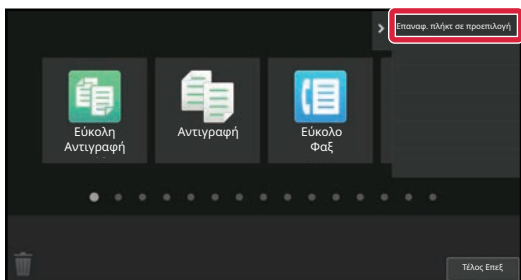 Επαναφ. πλήκτ σε προεπιλογή
Εύκολη
Αντιγραφή
Αντιγραφή
Εύκολο
Φαξ
Τέλος Επεξ